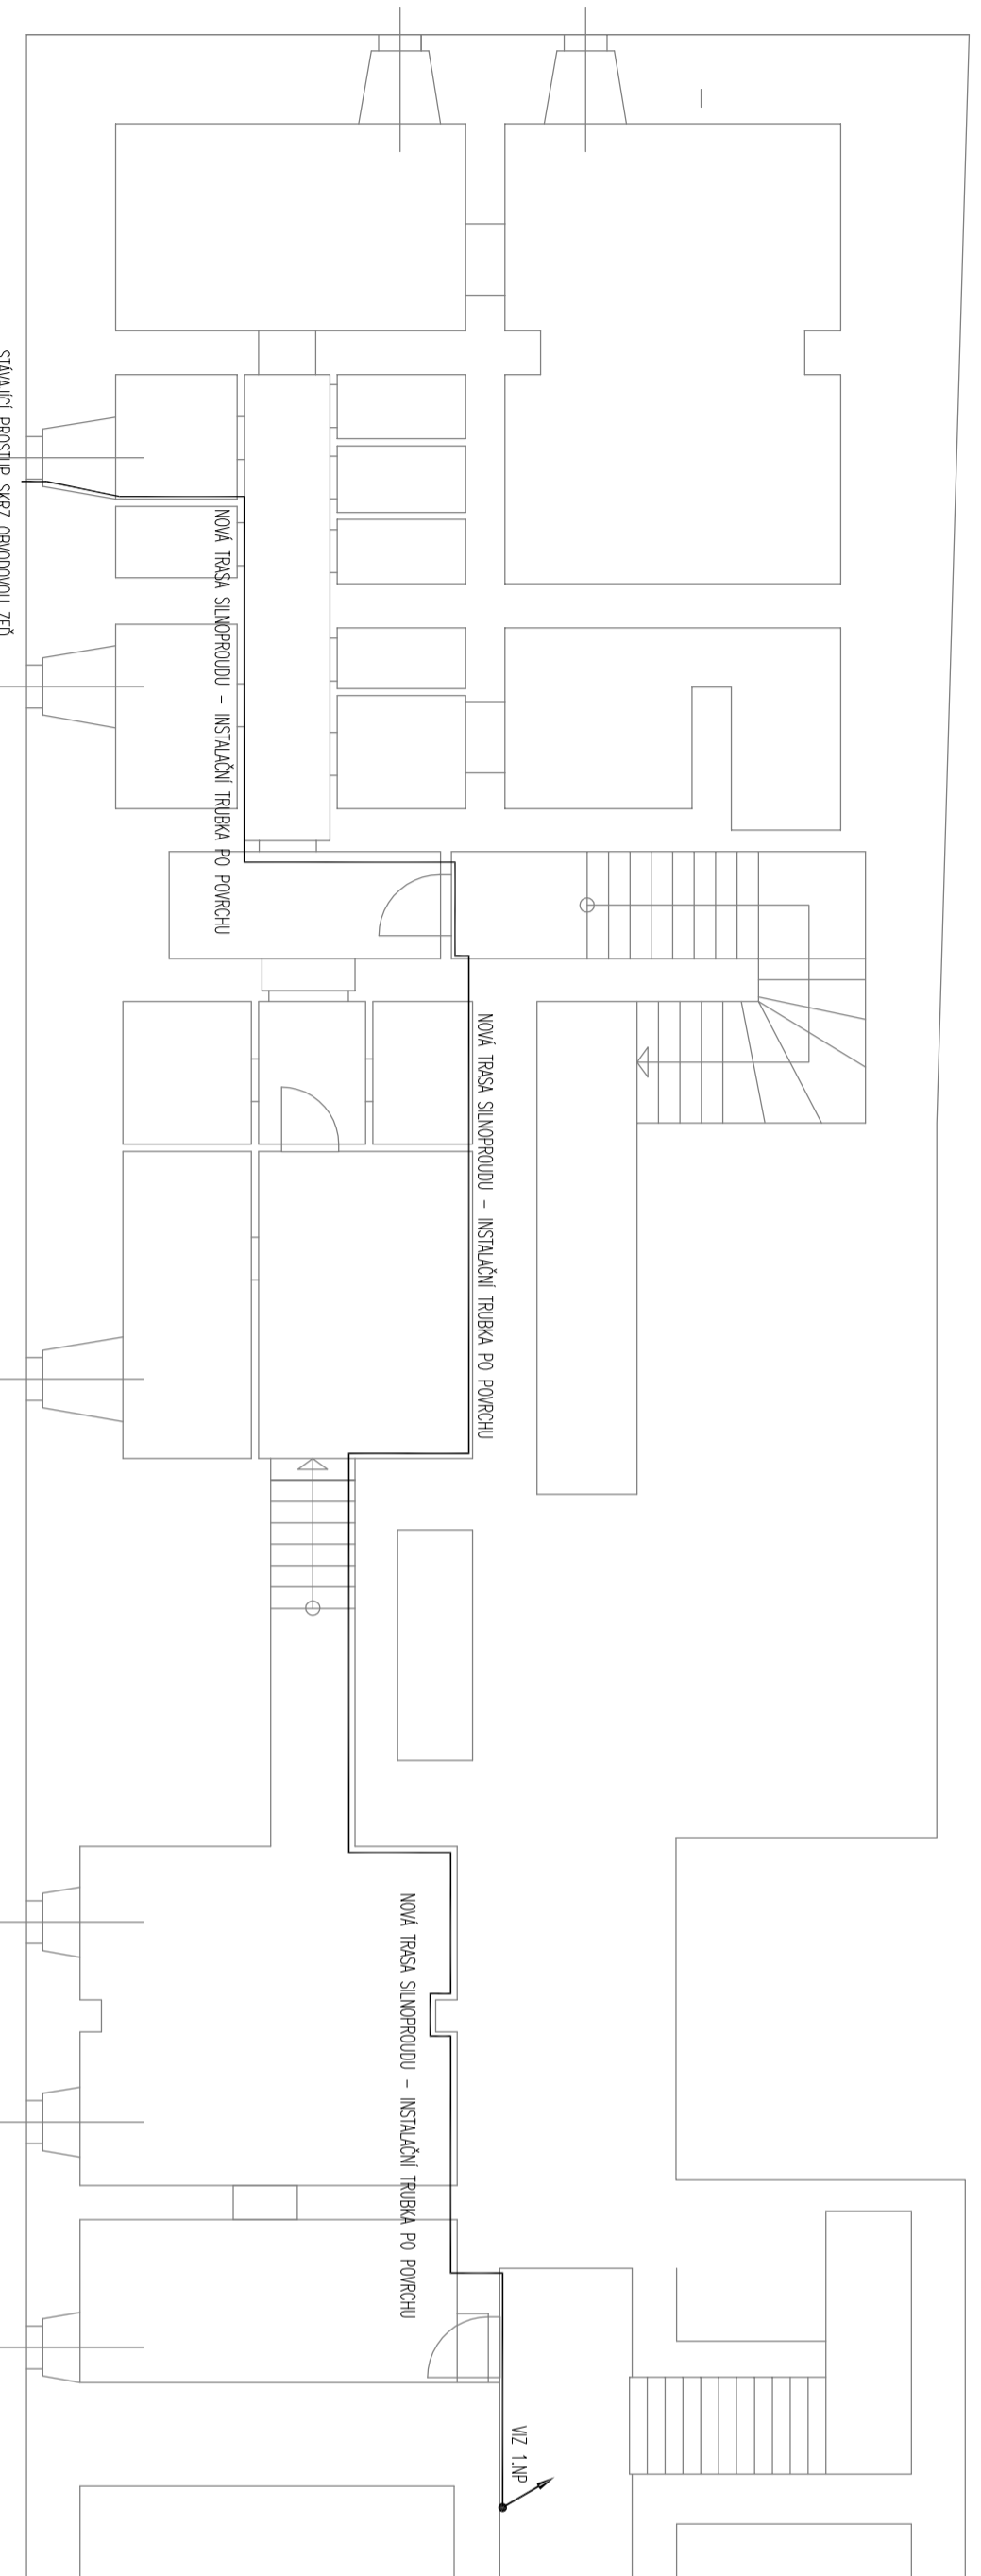 STÁVAJÍCÍ PROSTUP SKRZ OBVODOVOU ZEĎ
NOVÁ TRASA SILNOPROUDU – INSTALAČNÍ TRUBKA PO POVRCHU
NOVÁ TRASA SILNOPROUDU – INSTALAČNÍ TRUBKA PO POVRCHU
NOVÁ TRASA SILNOPROUDU – INSTALAČNÍ TRUBKA PO POVRCHU
VIZ 1.NP